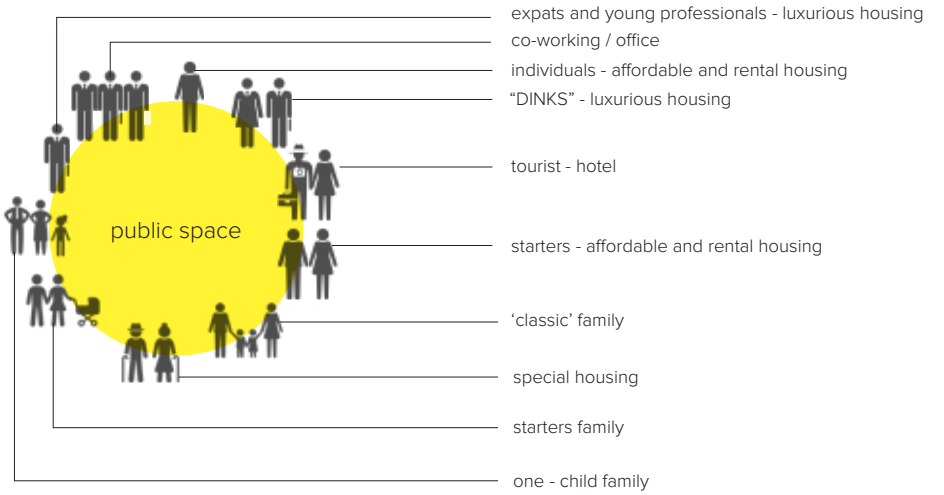 expats and young professionals - luxurious housing
co-working / office
individuals - affordable and rental housing
“DINKS” - luxurious housing
tourist - hotel
public space
starters - affordable and rental housing
‘classic’ family
special housing
starters family
one - child family